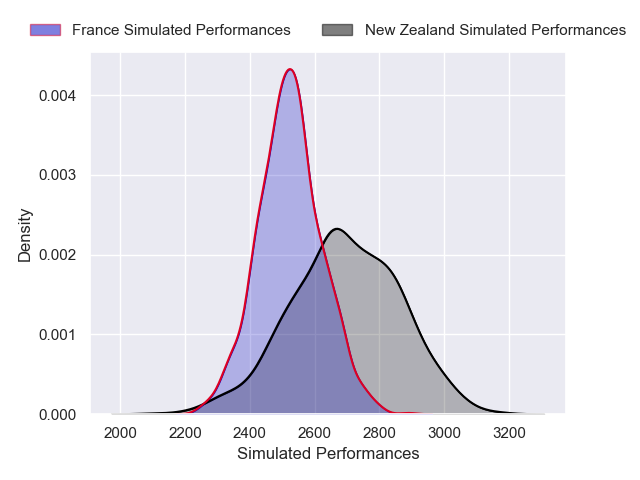 France Simulated Performances New Zealand Simulated Performances
0.004
0.003
0.002
0.001
0.000
Density
2000 2200 2400 2600 2800 3000 3200
Simulated Performances